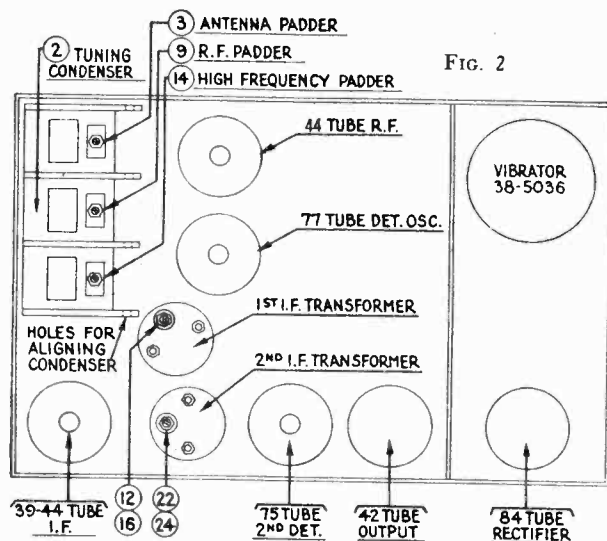 3 ANTENNA PADDER
2 TUNING
CONDENSER
9 R.F. PADDER
14 HIGH FREQUENCY PADDER
FIG. 2
44 TUBE R.F.
VIBRATOR
38-5036
77 TUBE DET. OSC.
1ST I.F. TRANSFORMER
HOLES FOR
ALIGNING
CONDENSER
2ND I.F. TRANSFORMER
39-44 TUBE
I.F.
12
16
22
24
75 TUBE
2ND DET.
42 TUBE
OUTPUT
84 TUBE
RECTIFIER